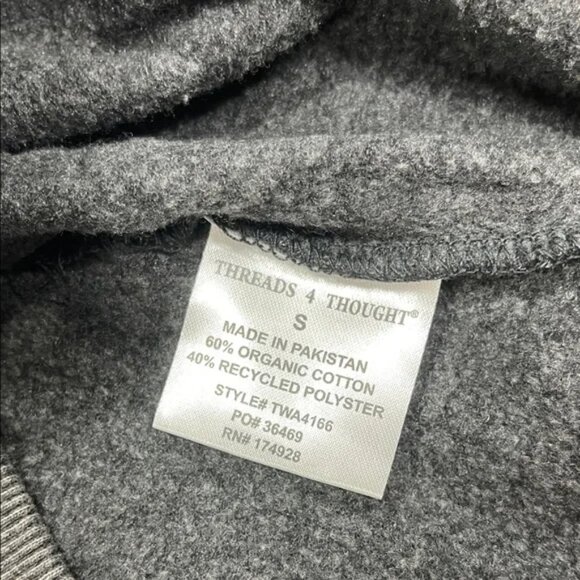 THREADS 4 THOUGHT®
S
MADE IN PAKISTAN
60% ORGANIC COTTON
40% RECYCLED POLYSTER
STYLE# TWA4166
PO# 36469
RN# 174928